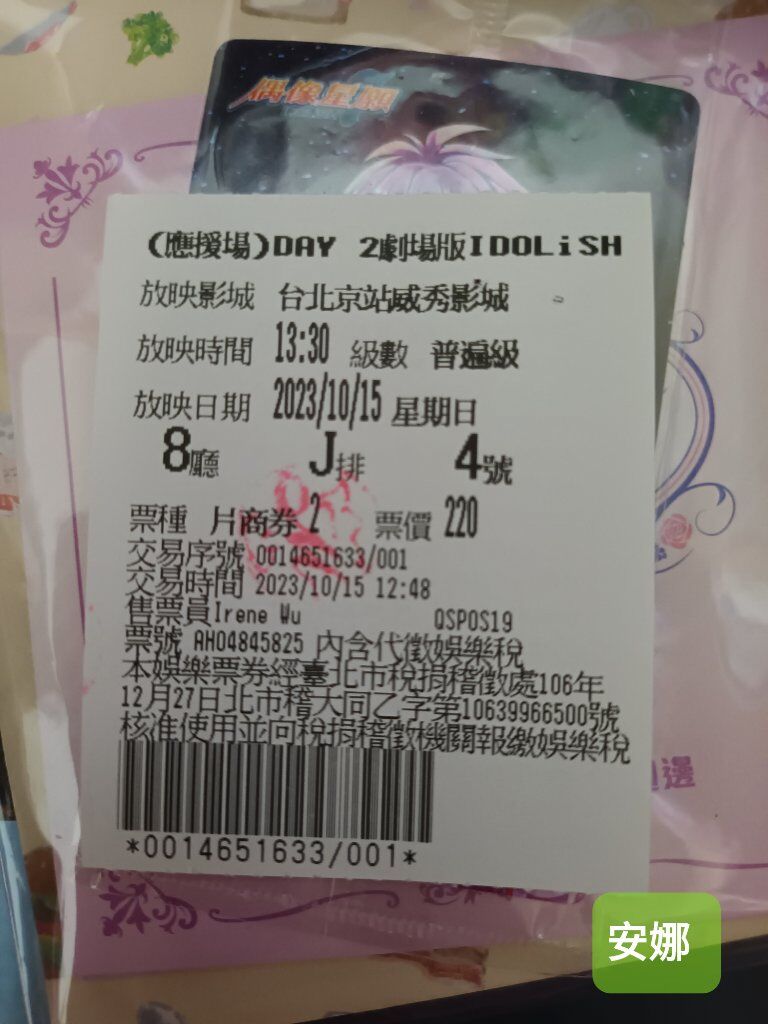 偶像星願
(應援場)DAY 2劇場版IDOLiSH
放映影城 台北京站威秀影城
放映時間 13:30 級數 普遍級
放映日期 2023/10/15 星期日
8廳 J排 4號
票種 片商券2 票價 220
交易序號 0014651633/001
交易時間 2023/10/15 12:48
售票員Irene Wu QSPOS19
票號 AH04845825 內含代徵娛樂稅
本娛樂票券經臺北市稅捐稽徵處106年
12月27日北市稽大同乙字第10639966500號
核准使用並向稅捐稽徵機關報繳娛樂稅
*0014651633/001*
邊
安娜